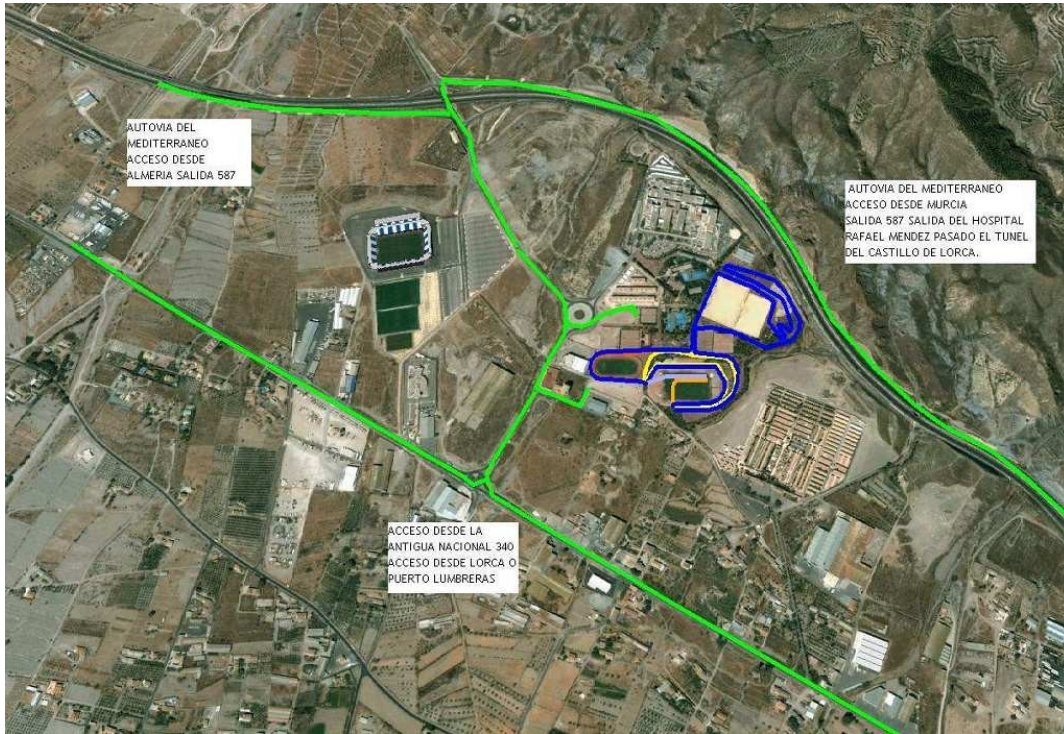 AUTOVIA DEL
MEDITERRANEO
ACCESO DESDE
ALMERIA SALIDA 587
AUTOVIA DEL MEDITERRANEO
ACCESO DESDE MURCIA
SALIDA 587 SALIDA DEL HOSPITAL
RAFAEL MENDEZ PASADO EL TUNEL
DEL CASTILLO DE LORCA.
ACCESO DESDE LA
ANTIGUA NACIONAL 340
ACCESO DESDE LORCA O
PUERTO LUMBRERAS